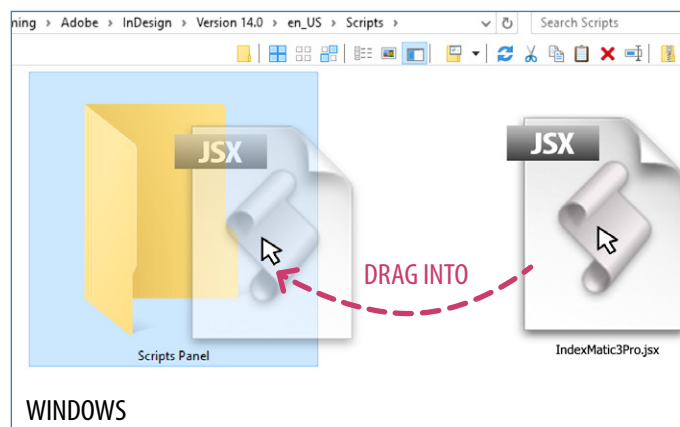 ning > Adobe > InDesign > Version 14.0 > en_US > Scripts >
Search Scripts
JSX
JSX
DRAG INTO
Scripts Panel
IndexMatic3Pro.jsx
WINDOWS